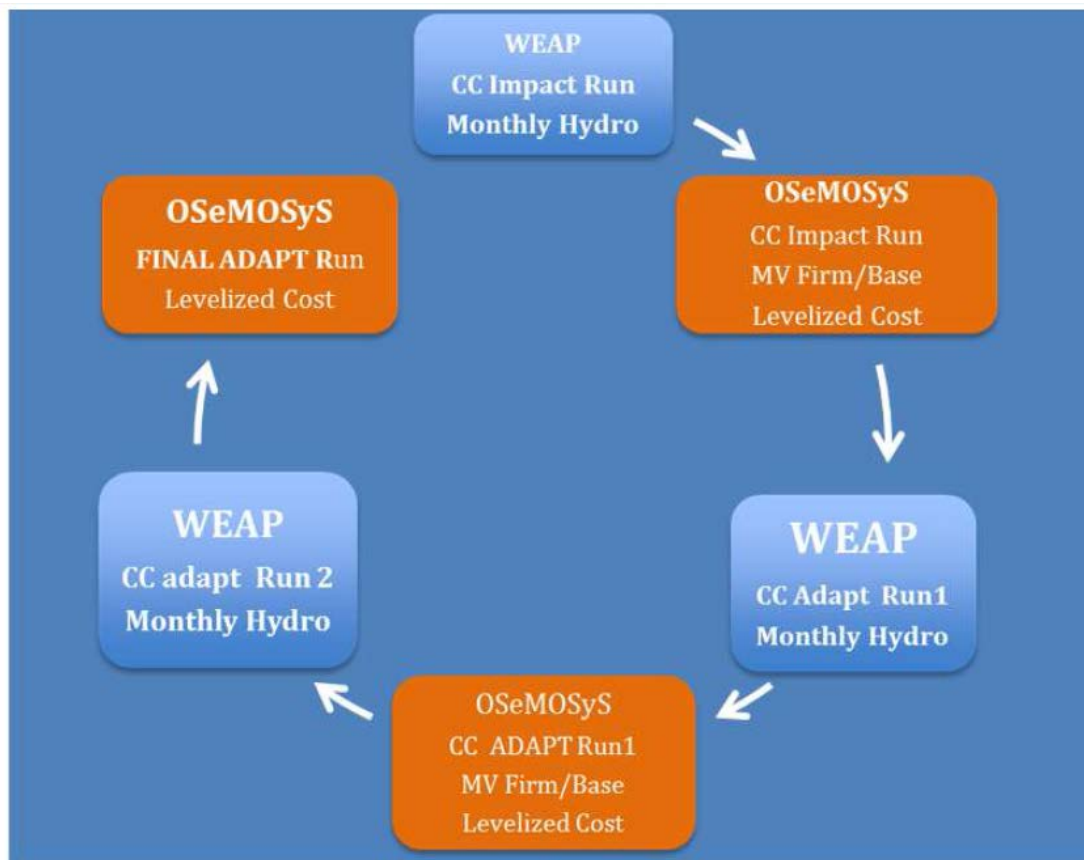 WEAP
CC Impact Run
Monthly Hydro
OSeMOSyS
CC Impact Run
MV Firm/Base
Levelized Cost
WEAP
CC Adapt Run1
Monthly Hydro
OSeMOSyS
CC ADAPT Run1
MV Firm/Base
Levelized Cost
WEAP
CC adapt Run 2
Monthly Hydro
OSeMOSyS
FINAL ADAPT Run
Levelized Cost